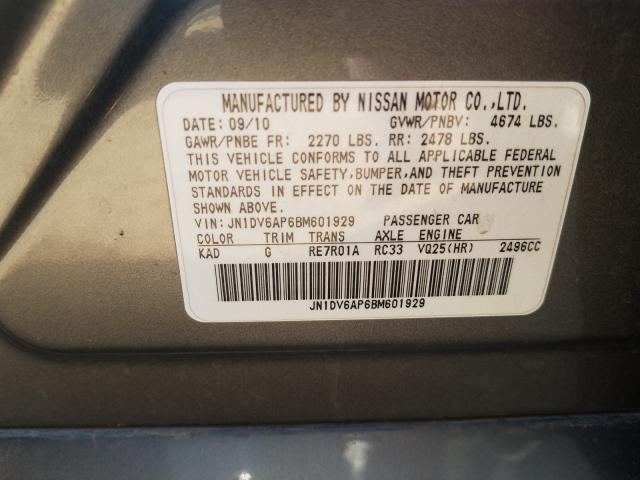 MANUFACTURED BY NISSAN MOTOR CO.,LTD.
DATE: 09/10 GVWR/PNBV: 4674 LBS.
GAWR/PNBE FR: 2270 LBS. RR: 2478 LBS.
THIS VEHICLE CONFORMS TO ALL APPLICABLE FEDERAL
MOTOR VEHICLE SAFETY,BUMPER,AND THEFT PREVENTION
STANDARDS IN EFFECT ON THE DATE OF MANUFACTURE
SHOWN ABOVE.
VIN: JN1DV6AP6BM601929 PASSENGER CAR
COLOR TRIM TRANS AXLE ENGINE
KAD G RE7R01A RC33 VQ25(HR) 2496CC
JN1DV6AP6BM601929